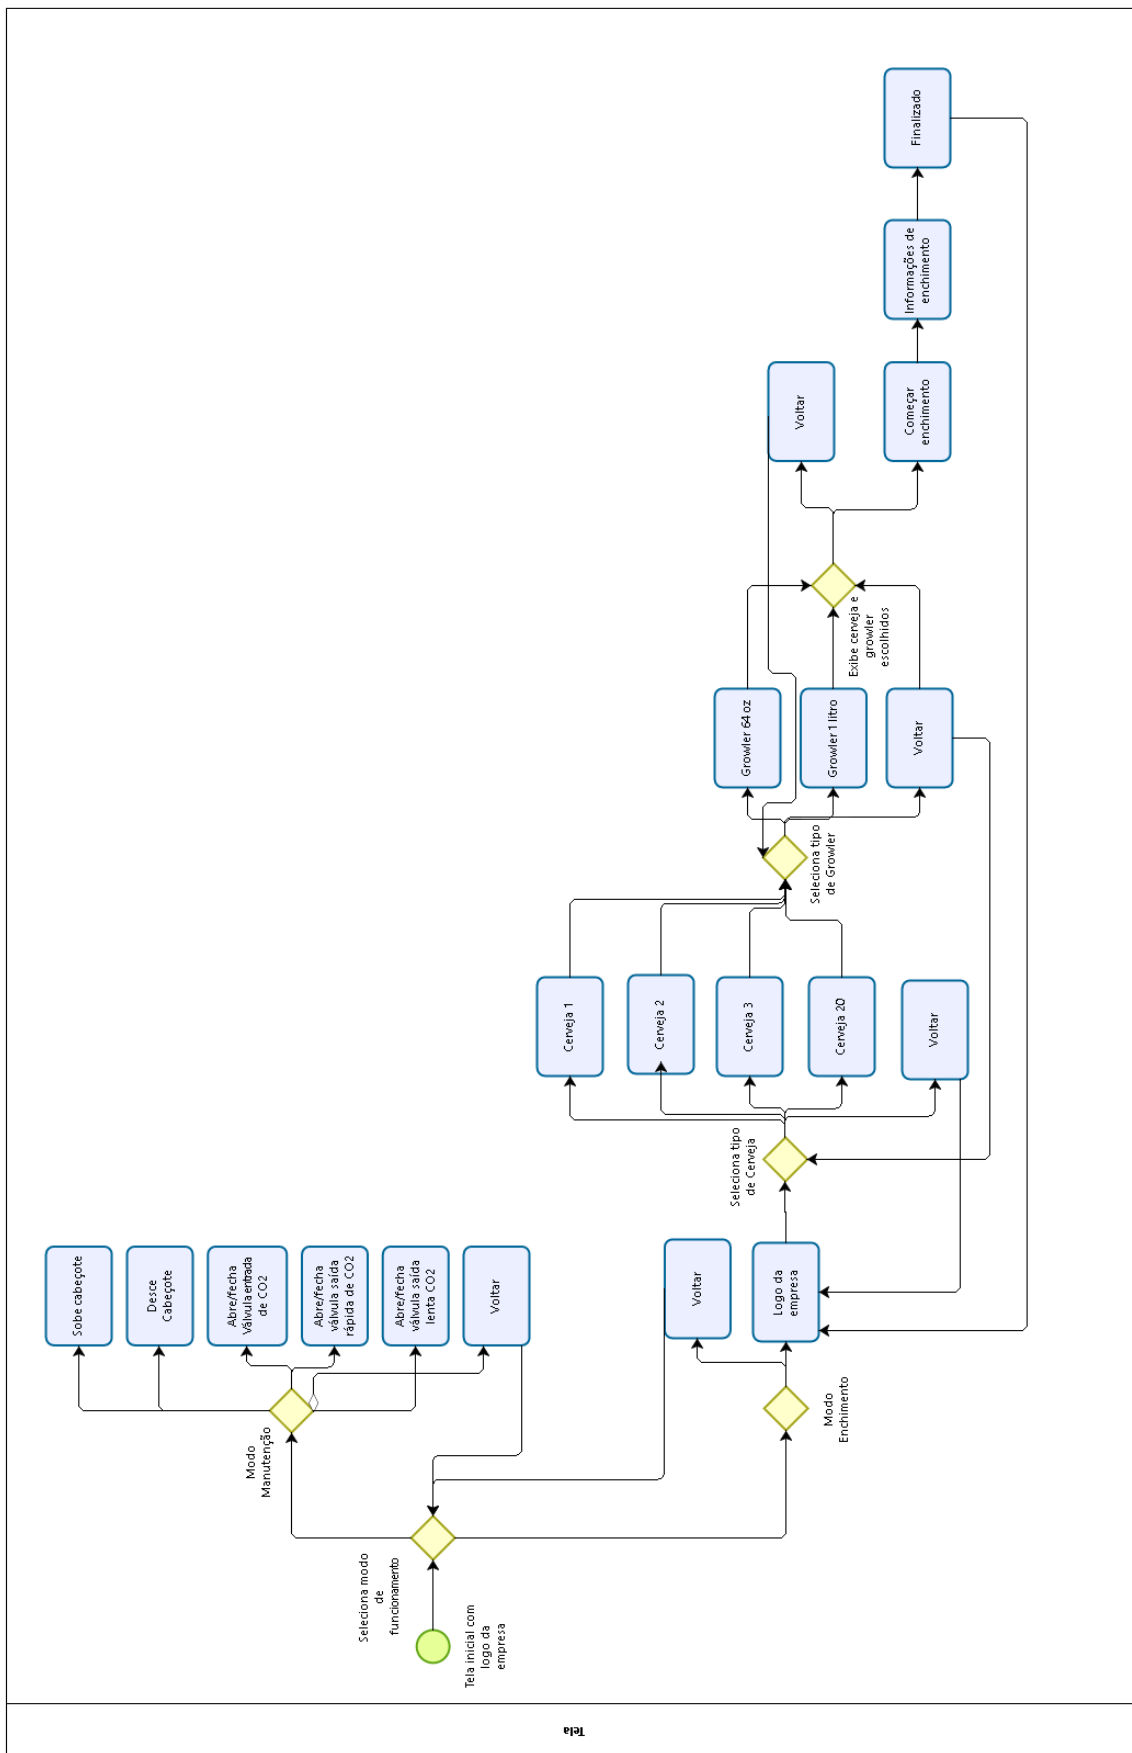 Tela
Tela inicial com
logo da
empresa
Seleciona modo
de
funcionamento
Modo
Manutenção
Sobe cabeçote
Desce
Cabeçote
Abre/fecha
Válvula entrada
de CO2
Abre/fecha
válvula saída
rápida de CO2
Abre/fecha
válvula saída
lenta CO2
Voltar
Modo
Enchimento
Voltar
Logo da
empresa
Seleciona tipo
de Cerveja
Cerveja 1
Cerveja 2
Cerveja 3
Cerveja 20
Voltar
Seleciona tipo
de Growler
Growler 64 oz
Growler 1 litro
Voltar
Exibe cerveja e
growler
escolhidos
Voltar
Começar
enchimento
Informações de
enchimento
Finalizado